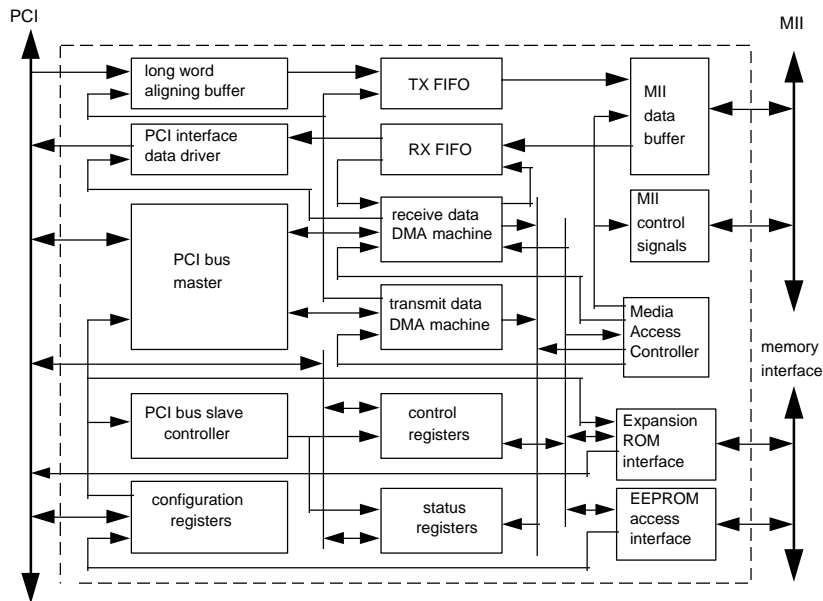 PCI
MII
long word
aligning buffer
TX FIFO
MII
data
buffer
PCI interface
data driver
RX FIFO
receive data
DMA machine
MII
control
signals
PCI bus
master
transmit data
DMA machine
Media
Access
Controller
memory
interface
PCI bus slave
controller
control
registers
Expansion
ROM
interface
configuration
registers
status
registers
EEPROM
access
interface